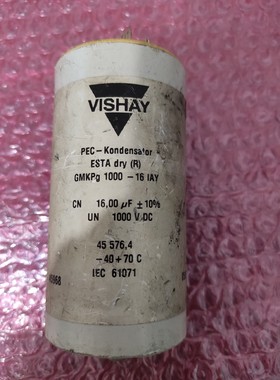 VISHAY
PEC-Kondensator
ESTA dry (R)
GMKPg 1000 - 16 IAY
CN 16,00 µF ± 10%
UN 1000 V DC
45 576,4
-40 + 70 C
IEC 61071